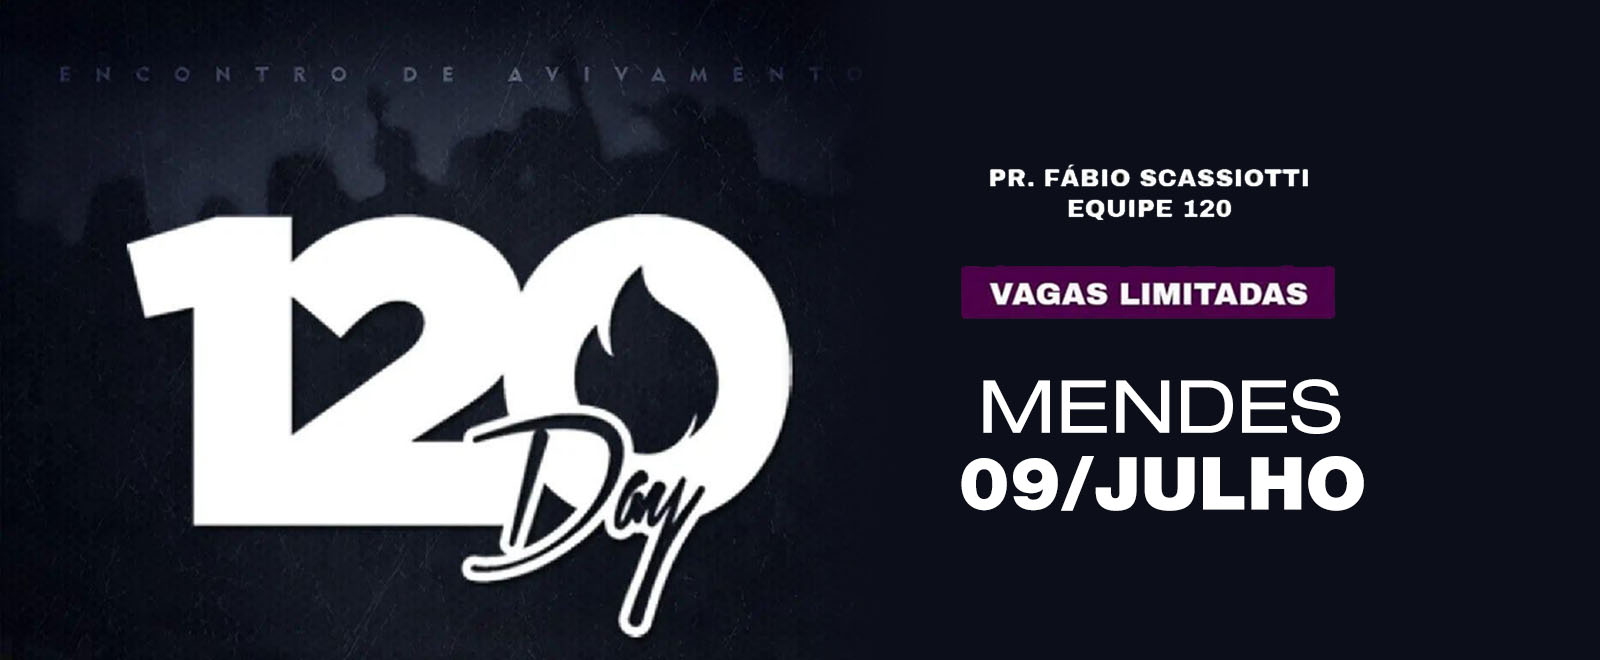 ENCONTRO DE AVIVAMENTO
120
Day
PR. FÁBIO SCASSIOTTI
EQUIPE 120
VAGAS LIMITADAS
MENDES
09/JULHO